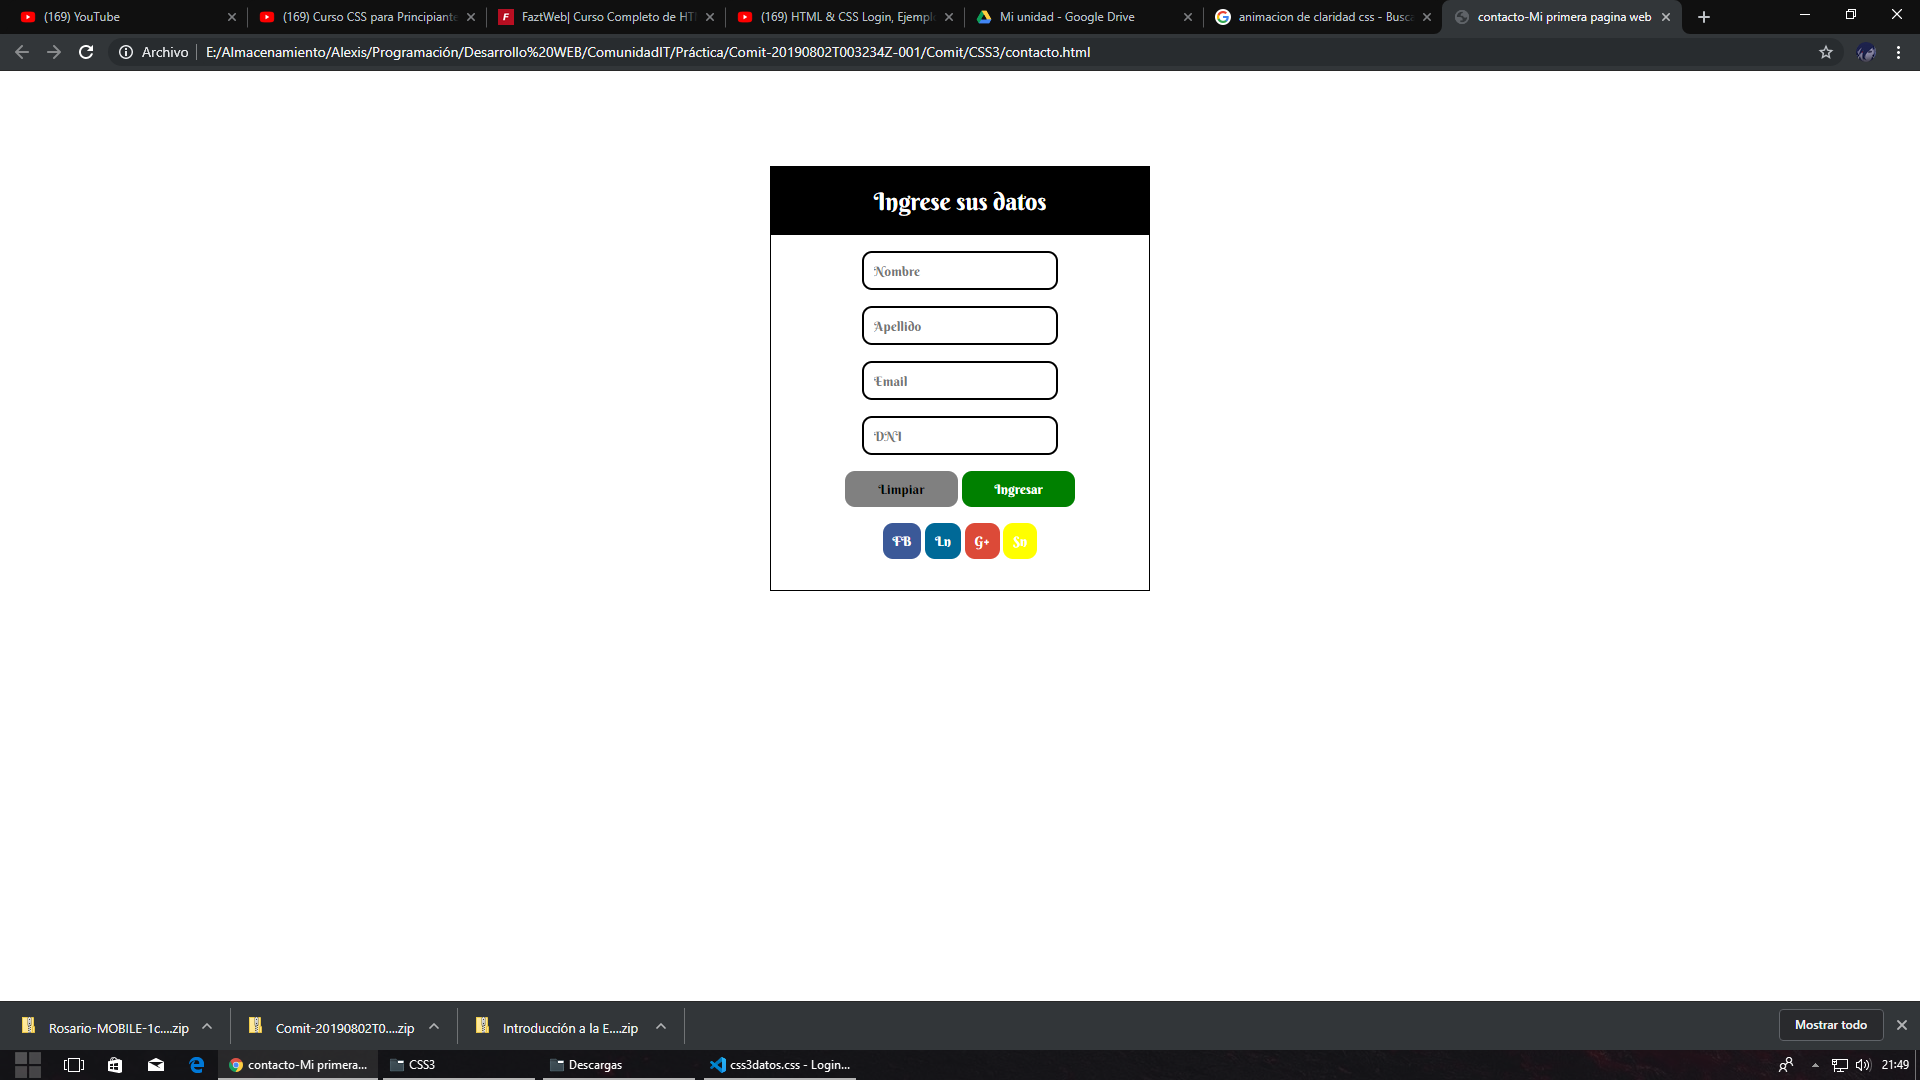 (169) YouTube
(169) Curso CSS para Principiante
FaztWeb| Curso Completo de HT
(169) HTML & CSS Login, Ejempl
Mi unidad - Google Drive
animacion de claridad css - Busc
contacto-Mi primera pagina web
Archivo
E:/Almacenamiento/Alexis/Programación/Desarrollo%20WEB/ComunidadIT/Práctica/Comit-20190802T003234Z-001/Comit/CSS3/contacto.html
Ingrese sus datos
Nombre
Apellido
Email
DNI
Limpiar Ingresar
FB Ln G+ Sn
Rosario-MOBILE-1c....zip
Comit-20190802T0....zip
Introducción a la E....zip
Mostrar todo
contacto-Mi primera...
CSS3
Descargas
css3datos.css - Login...
21:49